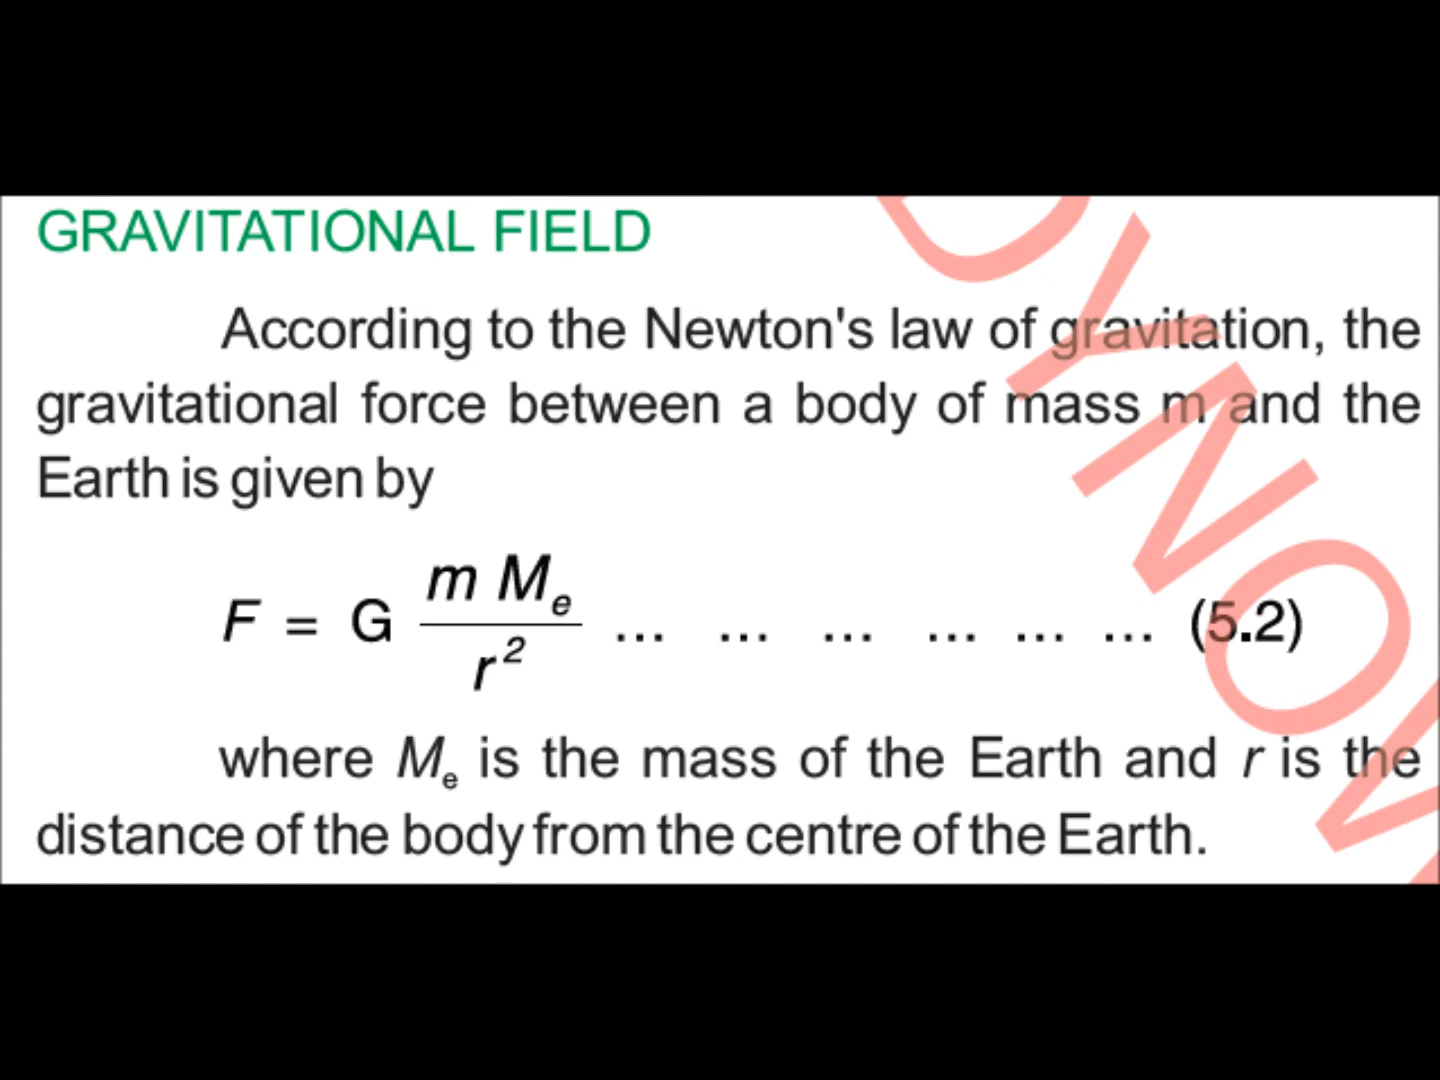 GRAVITATIONAL FIELD
According to the Newton's law of gravitation, the
gravitational force between a body of mass m and the
Earth is given by
F = G m Mₑ / r² ... ... ... ... ... ... (5.2)
where Mₑ is the mass of the Earth and r is the
distance of the body from the centre of the Earth.
DYNOW